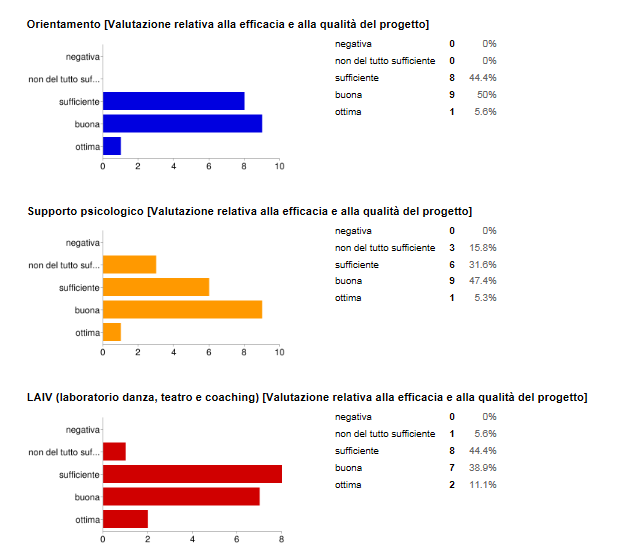 Orientamento [Valutazione relativa alla efficacia e alla qualità del progetto]
negativa
non del tutto suf...
sufficiente
buona
ottima
0 2 4 6 8 10
negativa 0 0%
non del tutto sufficiente 0 0%
sufficiente 8 44.4%
buona 9 50%
ottima 1 5.6%
Supporto psicologico [Valutazione relativa alla efficacia e alla qualità del progetto]
negativa
non del tutto suf...
sufficiente
buona
ottima
0 2 4 6 8 10
negativa 0 0%
non del tutto sufficiente 3 15.8%
sufficiente 6 31.6%
buona 9 47.4%
ottima 1 5.3%
LAIV (laboratorio danza, teatro e coaching) [Valutazione relativa alla efficacia e alla qualità del progetto]
negativa
non del tutto suf...
sufficiente
buona
ottima
0 2 4 6 8
negativa 0 0%
non del tutto sufficiente 1 5.6%
sufficiente 8 44.4%
buona 7 38.9%
ottima 2 11.1%